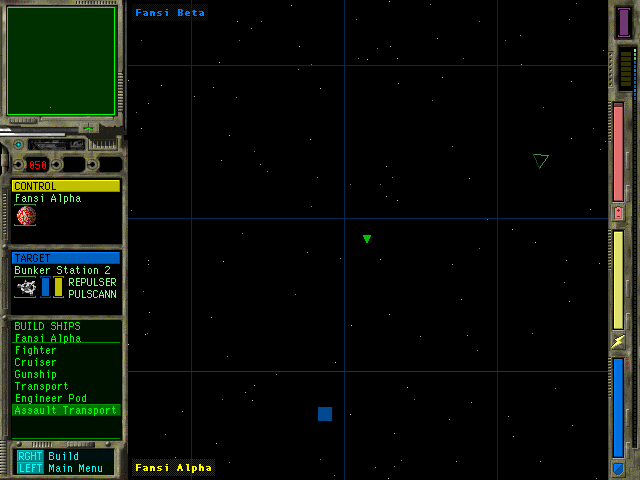 Fansi Beta
050
CONTROL
Fansi Alpha
TARGET
Bunker Station 2
REPULSER
PULSCANN
BUILD SHIPS
Fansi Alpha
Fighter
Cruiser
Gunship
Transport
Engineer Pod
Assault Transport
RGHT Build
LEFT Main Menu
Fansi Alpha